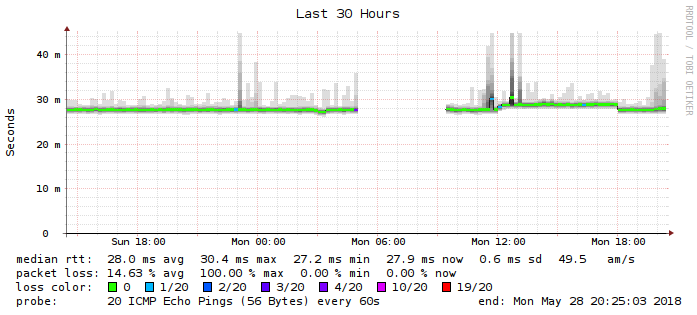 Last 30 Hours
RRDTOOL / TOBI OETIKER
Seconds
40 m
30 m
20 m
10 m
0
Sun 18:00 Mon 00:00 Mon 06:00 Mon 12:00 Mon 18:00
median rtt: 28.0 ms avg 30.4 ms max 27.2 ms min 27.9 ms now 0.6 ms sd 49.5 am/s
packet loss: 14.63 % avg 100.00 % max 0.00 % min 0.00 % now
loss color: 0 1/20 2/20 3/20 4/20 10/20 19/20
probe: 20 ICMP Echo Pings (56 Bytes) every 60s end: Mon May 28 20:25:03 2018